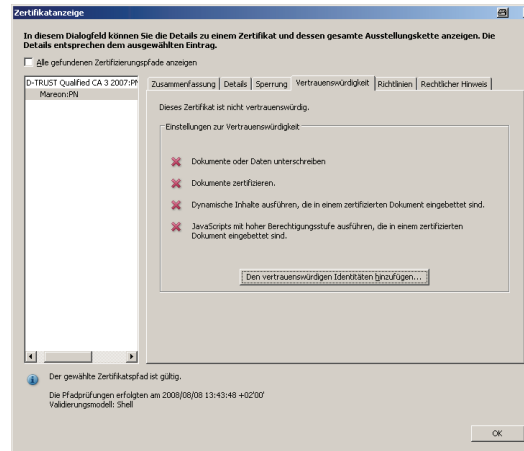 Zertifikatanzeige
In diesem Dialogfeld können Sie die Details zu einem Zertifikat und dessen gesamte Ausstellungskette anzeigen. Die
Details entsprechen dem ausgewählten Eintrag.
Alle gefundenen Zertifizierungspfade anzeigen
D-TRUST Qualified CA 3 2007:PN
Mareon:PN
Zusammenfassung Details Sperrung Vertrauenswürdigkeit Richtlinien Rechtlicher Hinweis
Dieses Zertifikat ist nicht vertrauenswürdig.
Einstellungen zur Vertrauenswürdigkeit
Dokumente oder Daten unterschreiben
Dokumente zertifizieren.
Dynamische Inhalte ausführen, die in einem zertifizierten Dokument eingebettet sind.
JavaScripts mit hoher Berechtigungsstufe ausführen, die in einem zertifizierten
Dokument eingebettet sind.
Den vertrauenswürdigen Identitäten hinzufügen...
Der gewählte Zertifikatspfad ist gültig.
Die Pfadprüfungen erfolgten am 2008/08/08 13:43:48 +02'00'
Validierungsmodell: Shell
OK